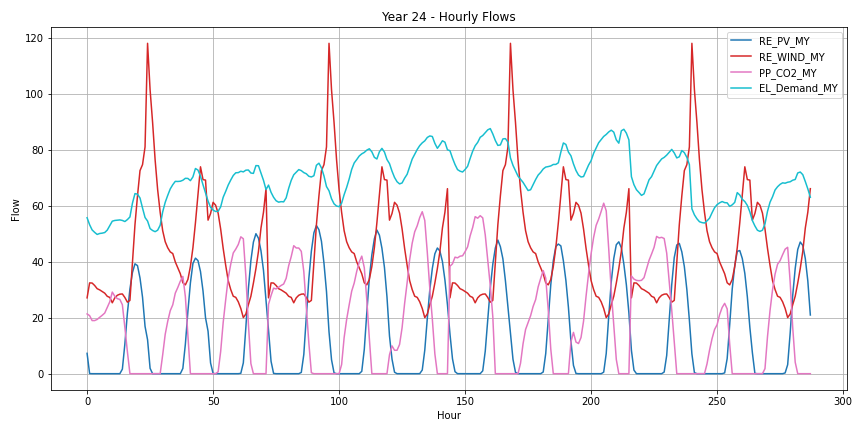 Year 24 - Hourly Flows
RE_PV_MY
RE_WIND_MY
PP_CO2_MY
EL_Demand_MY
Flow
120
100
80
60
40
20
0
0 50 100 150 200 250 300
Hour